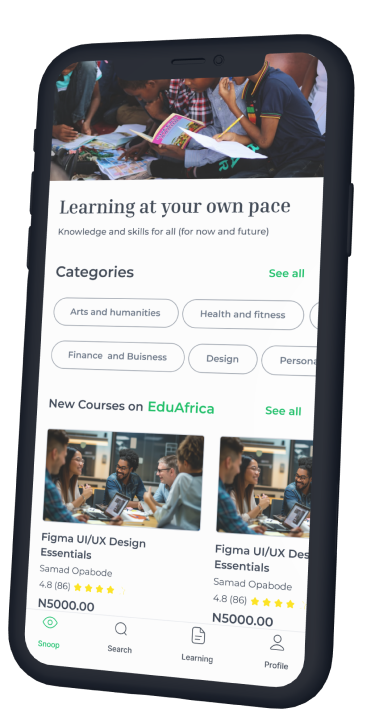 Learning at your own pace
Knowledge and skills for all (for now and future)
Categories See all
Arts and humanities Health and fitness
Finance and Buisness Design Persona
New Courses on EduAfrica See all
Figma UI/UX Design
Essentials
Samad Opabode
4.8 (86)
N5000.00
Figma UI/UX Des
Essentials
Samad Opabode
4.8 (86)
N5000.00
Snoop Search Learning Profile